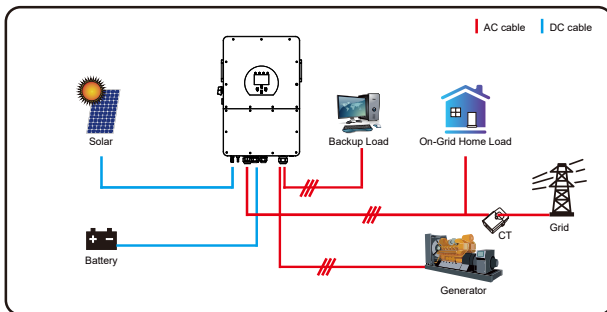 AC cable
DC cable
Solar
Backup Load
On-Grid Home Load
CT
Grid
Battery
Generator